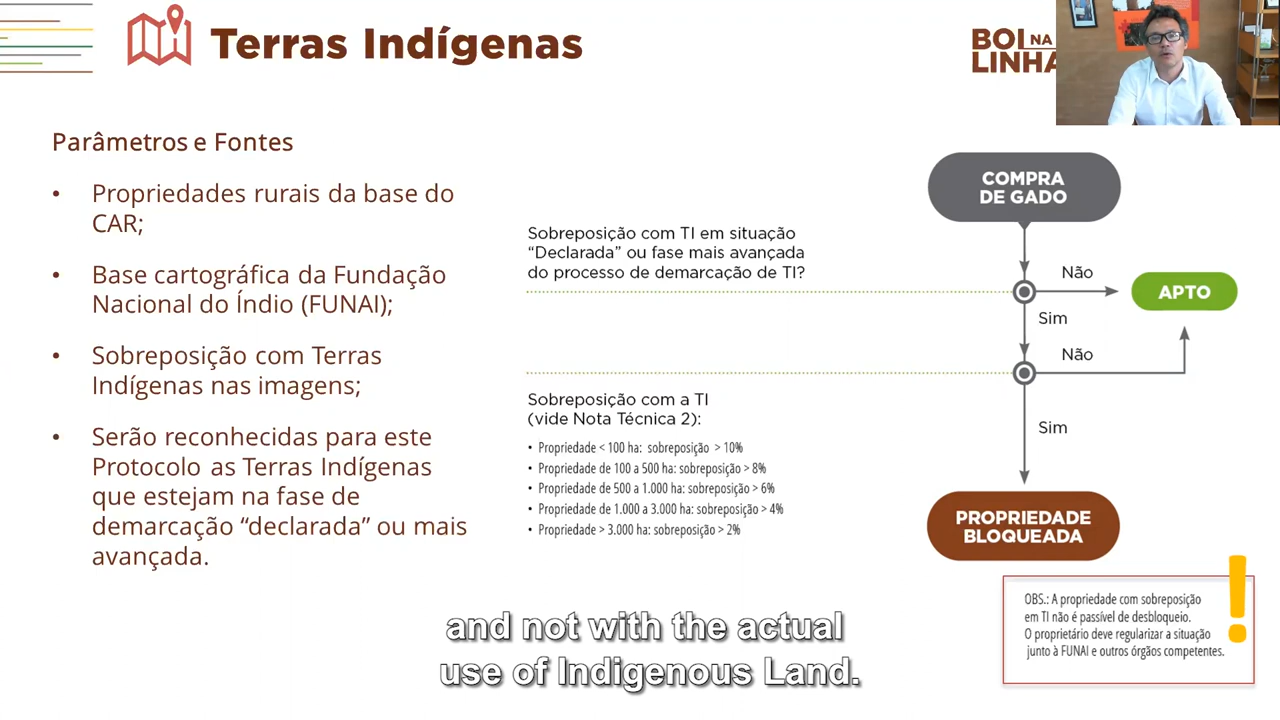 Terras Indígenas
BOI NA
LINHA
Parâmetros e Fontes
• Propriedades rurais da base do
CAR;
• Base cartográfica da Fundação
Nacional do Índio (FUNAI);
• Sobreposição com Terras
Indígenas nas imagens;
• Serão reconhecidas para este
Protocolo as Terras Indígenas
que estejam na fase de
demarcação “declarada” ou mais
avançada.
Sobreposição com TI em situação
“Declarada” ou fase mais avançada
do processo de demarcação de TI?
Sobreposição com a TI
(vide Nota Técnica 2):
• Propriedade < 100 ha: sobreposição > 10%
• Propriedade de 100 a 500 ha: sobreposição > 8%
• Propriedade de 500 a 1.000 ha: sobreposição > 6%
• Propriedade de 1.000 a 3.000 ha: sobreposição > 4%
• Propriedade > 3.000 ha: sobreposição > 2%
COMPRA
DE GADO
Não
APTO
Sim
Não
Sim
PROPRIEDADE
BLOQUEADA
OBS.: A propriedade com sobreposição
em TI não é passível de desbloqueio.
O proprietário deve regularizar a situação
junto à FUNAI e outros órgãos competentes.
!
and not with the actual
use of Indigenous Land.